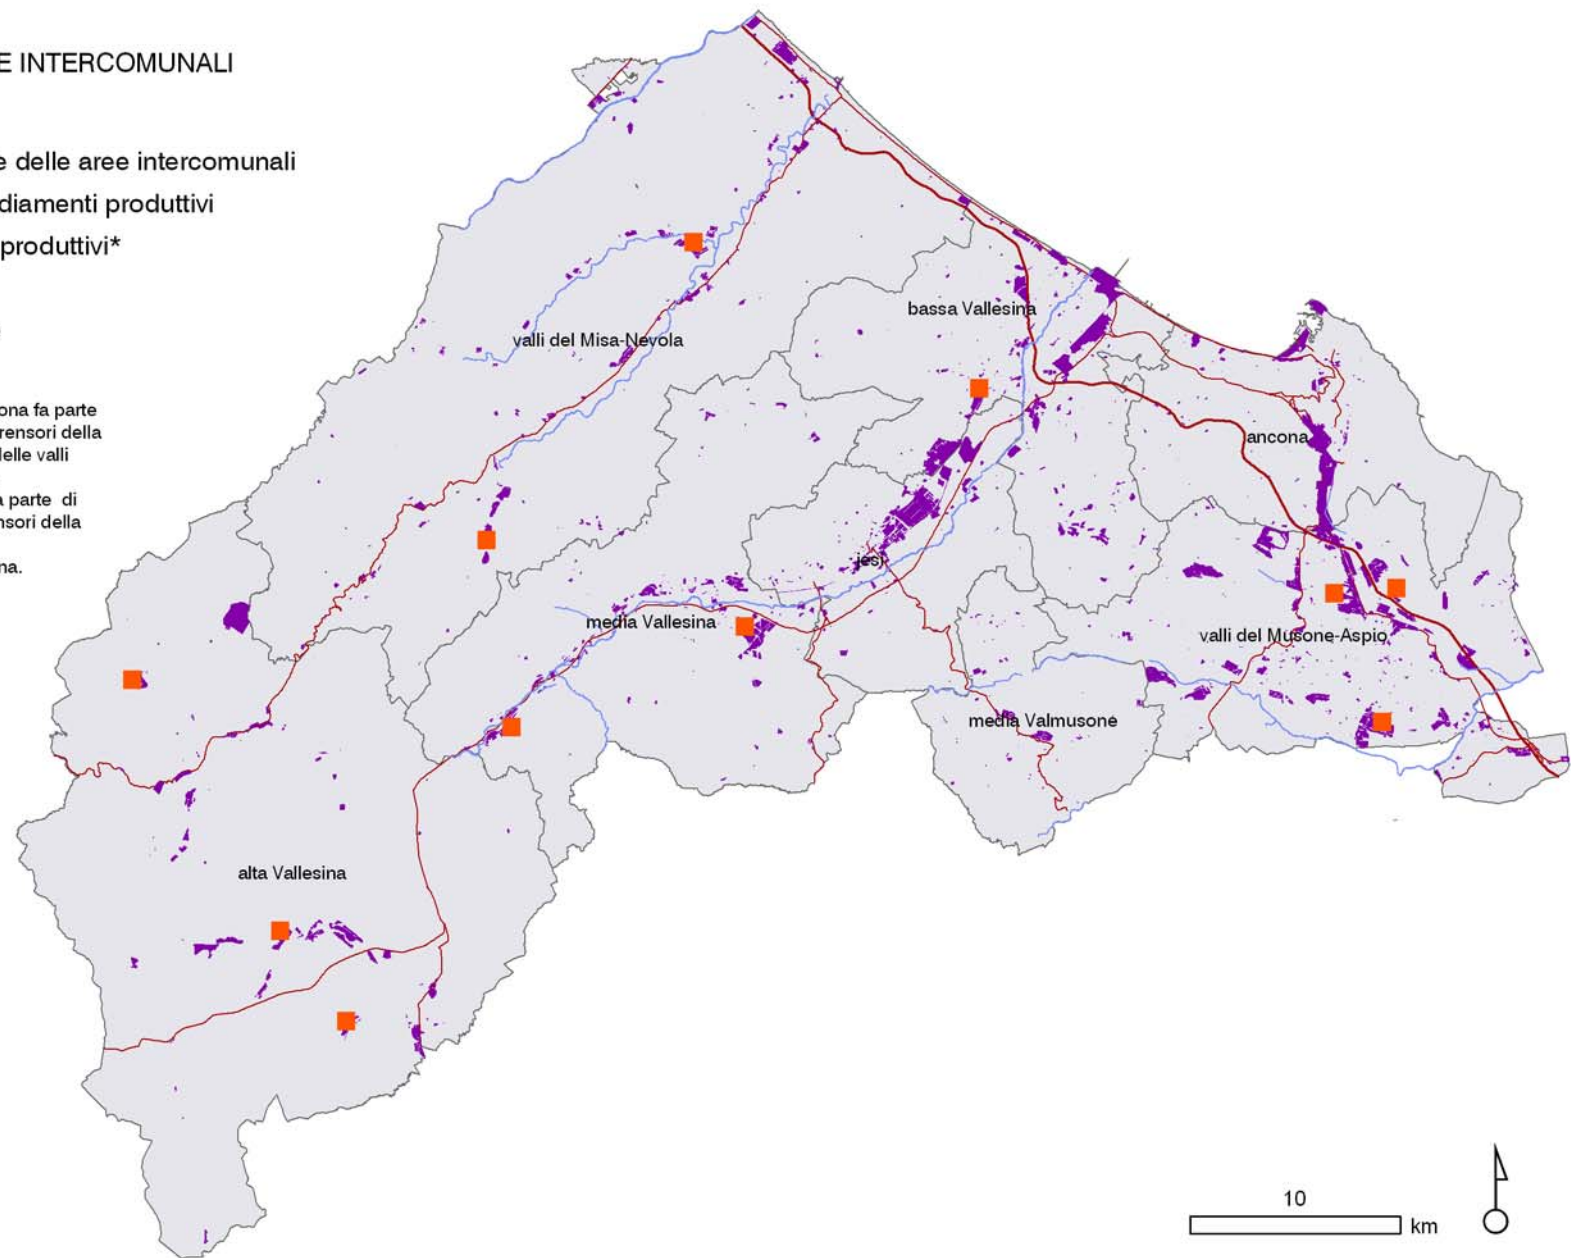 E INTERCOMUNALI
e delle aree intercomunali
diamenti produttivi
produttivi*
ona fa parte
rensori della
delle valli
a parte di
nsori della
na.
bassa Vallesina
valli del Misa-Nevola
ancona
jesi
media Vallesina
valli del Musone-Aspio
media Valmusone
alta Vallesina
10
km